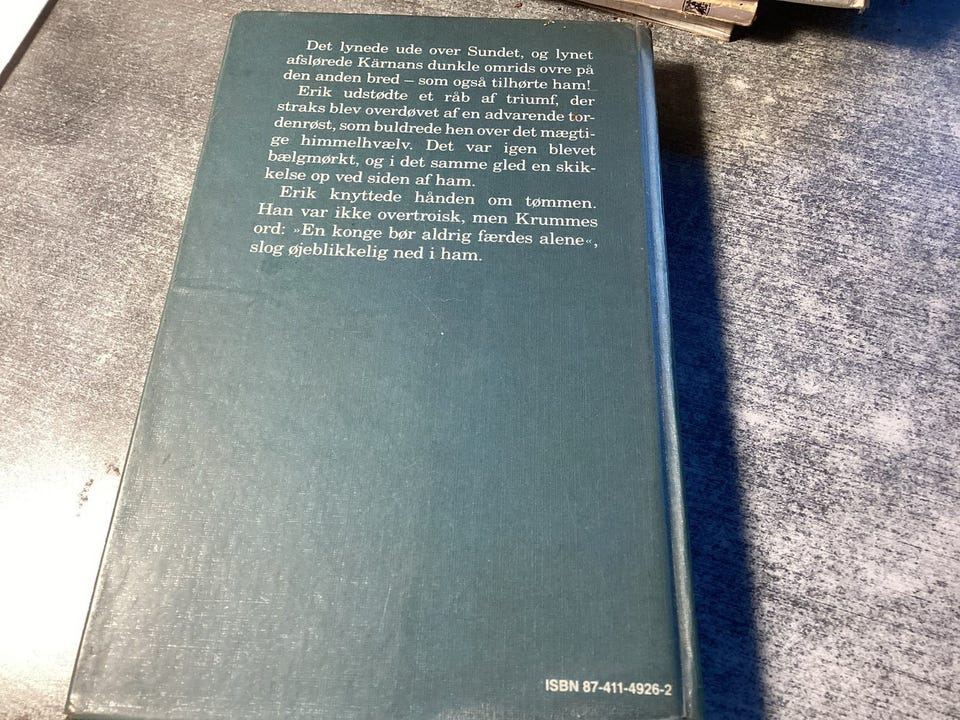 Det lynede ude over Sundet, og lynet
afslørede Kärnans dunkle omrids ovre på
den anden bred – som også tilhørte ham!
Erik udstødte et råb af triumf, der
straks blev overdøvet af en advarende tor-
denrøst, som buldrede hen over det mægti-
ge himmelhvælv. Det var igen blevet
bælgmørkt, og i det samme gled en skik-
kelse op ved siden af ham.
Erik knyttede hånden om tømmen.
Han var ikke overtroisk, men Krummes
ord: »En konge bør aldrig færdes alene«,
slog øjeblikkelig ned i ham.
ISBN 87-411-4926-2